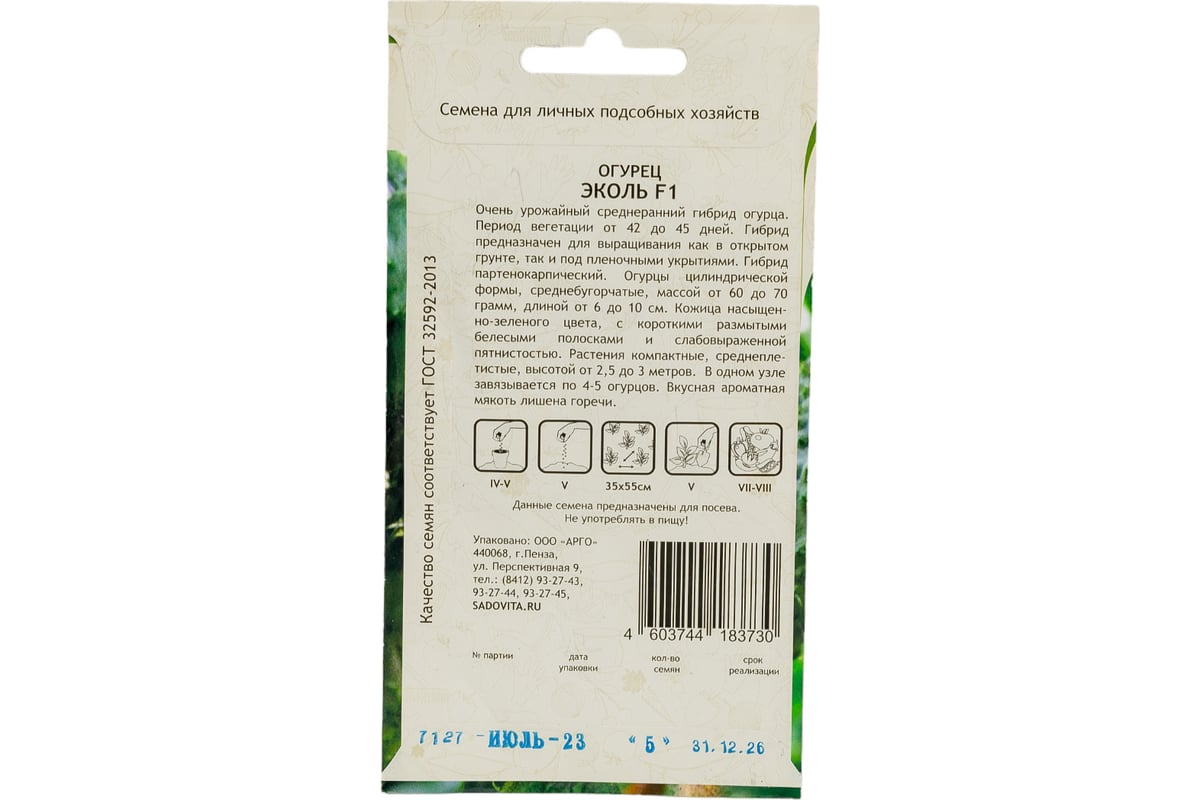 Семена для личных подсобных хозяйств
ОГУРЕЦ
ЭКОЛЬ F1
Очень урожайный среднеранний гибрид огурца.
Период вегетации от 42 до 45 дней. Гибрид
предназначен для выращивания как в открытом
грунте, так и под пленочными укрытиями. Гибрид
партенокарпический. Огурцы цилиндрической
формы, среднебугорчатые, массой от 60 до 70
грамм, длиной от 6 до 10 см. Кожица насыщен-
но-зеленого цвета, с короткими размытыми
белесыми полосками и слабовыраженной
пятнистостью. Растения компактные, среднепле-
тистые, высотой от 2,5 до 3 метров. В одном узле
завязывается по 4-5 огурцов. Вкусная ароматная
мякоть лишена горечи.
IV-V V 35х55см V VII-VIII
Данные семена предназначены для посева.
Не употреблять в пищу!
Упаковано: ООО «АРГО»
440068, г.Пенза,
ул. Перспективная 9,
тел.: (8412) 93-27-43,
93-27-44, 93-27-45,
SADOVITA.RU
4 603744 183730
№ партии дата кол-во срок
упаковки семян реализации
7127 -ИЮЛЬ-23 "5" 31.12.26
Качество семян соответствует ГОСТ 32592-2013